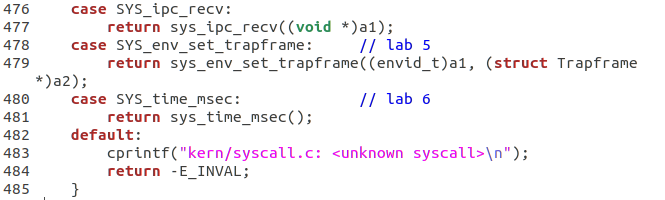 476     case SYS_ipc_recv:
477         return sys_ipc_recv((void *)a1);
478     case SYS_env_set_trapframe:     // lab 5
479         return sys_env_set_trapframe((envid_t)a1, (struct Trapframe
*)a2);
480     case SYS_time_msec:             // lab 6
481         return sys_time_msec();
482     default:
483         cprintf("kern/syscall.c: <unknown syscall>\n");
484         return -E_INVAL;
485     }